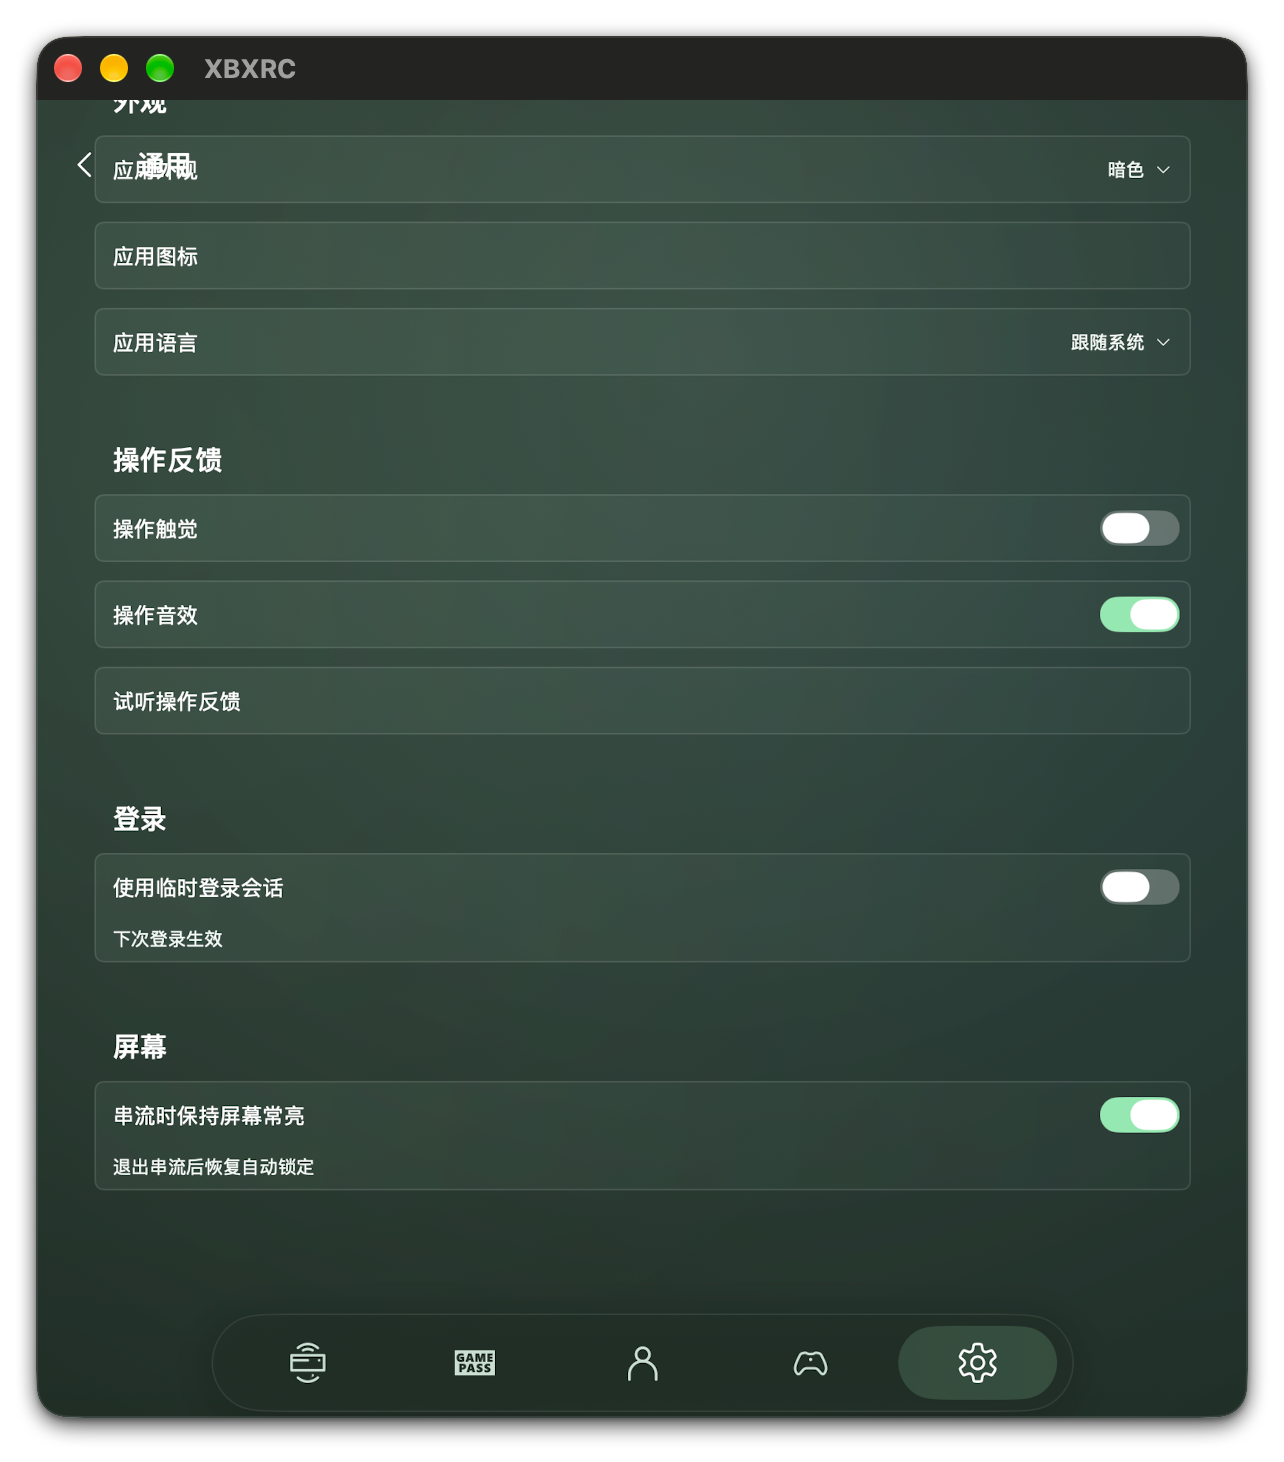 XBXRC
外观
通用
应用外观
暗色
应用图标
应用语言
跟随系统
操作反馈
操作触觉
操作音效
试听操作反馈
登录
使用临时登录会话
下次登录生效
屏幕
串流时保持屏幕常亮
退出串流后恢复自动锁定
GAME
PASS